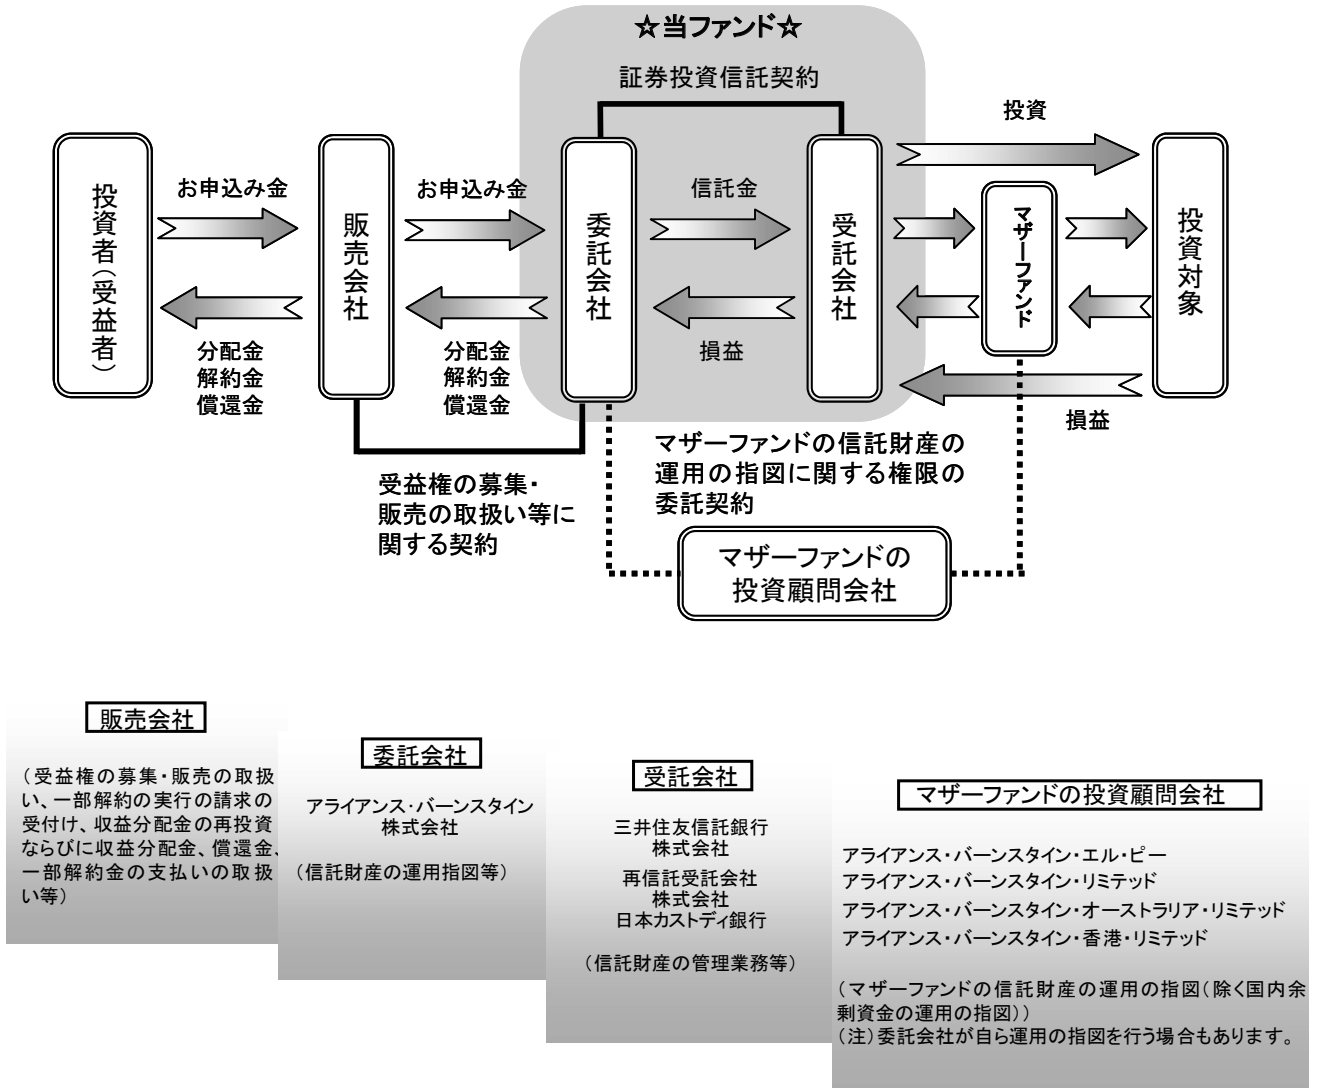 ☆当ファンド☆
証券投資信託契約
投資
投資者(受益者)
お申込み金
販売会社
お申込み金
委託会社
信託金
受託会社
マザーファンド
投資対象
分配金
解約金
償還金
分配金
解約金
償還金
損益
損益
受益権の募集・
販売の取扱い等に
関する契約
マザーファンドの信託財産の
運用の指図に関する権限の
委託契約
マザーファンドの
投資顧問会社
販売会社
(受益権の募集・販売の取扱
い、一部解約の実行の請求の
受付け、収益分配金の再投資
ならびに収益分配金、償還金、
一部解約金の支払いの取扱
い等)
委託会社
アライアンス・バーンスタイン
株式会社
(信託財産の運用指図等)
受託会社
三井住友信託銀行
株式会社
再信託受託会社
株式会社
日本カストディ銀行
(信託財産の管理業務等)
マザーファンドの投資顧問会社
アライアンス・バーンスタイン・エル・ピー
アライアンス・バーンスタイン・リミテッド
アライアンス・バーンスタイン・オーストラリア・リミテッド
アライアンス・バーンスタイン・香港・リミテッド
(マザーファンドの信託財産の運用の指図(除く国内余
剰資金の運用の指図))
(注)委託会社が自ら運用の指図を行う場合もあります。